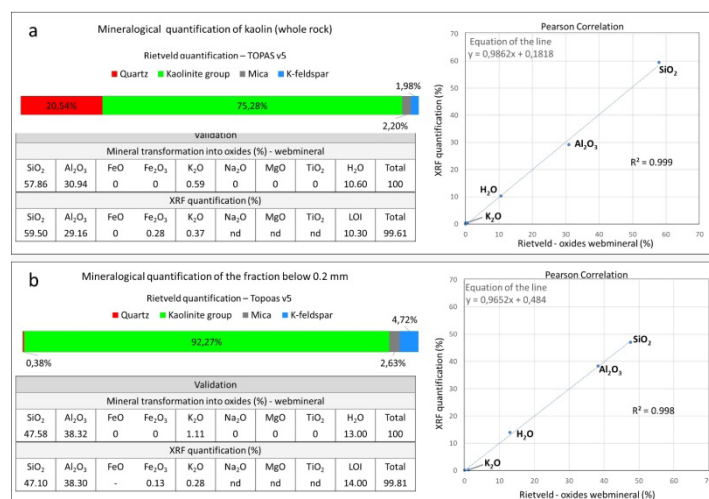 a
Mineralogical quantification of kaolin (whole rock)
Rietveld quantification – TOPAS v5
Quartz Kaolinite group Mica K-feldspar
1,98%
20,54% 75,28%
2,20%
Validation
Mineral transformation into oxides (%) - webmineral
SiO₂ Al₂O₃ FeO Fe₂O₃ K₂O Na₂O MgO TiO₂ H₂O Total
57.86 30.94 0 0 0.59 0 0 0 10.60 100
XRF quantification (%)
SiO₂ Al₂O₃ FeO Fe₂O₃ K₂O Na₂O MgO TiO₂ LOI Total
59.50 29.16 0 0.28 0.37 nd nd nd 10.30 99.61
Pearson Correlation
Equation of the line
y = 0,9862x + 0,1818
SiO₂
Al₂O₃
R² = 0.999
H₂O
K₂O
XRF quantification (%)
70
60
50
40
30
20
10
0
0 10 20 30 40 50 60 70
Rietveld - oxides webmineral (%)
b
Mineralogical quantification of the fraction below 0.2 mm
Rietveld quantification – Topoas v5
Quartz Kaolinite group Mica K-feldspar
4,72%
92,27%
0,38% 2,63%
Validation
Mineral transformation into oxides (%) - webmineral
SiO₂ Al₂O₃ FeO Fe₂O₃ K₂O Na₂O MgO TiO₂ H₂O Total
47.58 38.32 0 0 1.11 0 0 0 13.00 100
XRF quantification (%)
SiO₂ Al₂O₃ FeO Fe₂O₃ K₂O Na₂O MgO TiO₂ LOI Total
47.10 38.30 - 0.13 0.28 nd nd nd 14.00 99.81
Pearson Correlation
Equation of the line
y = 0,9652x + 0,484
SiO₂
Al₂O₃
R² = 0.998
H₂O
K₂O
XRF quantification (%)
70
60
50
40
30
20
10
0
0 10 20 30 40 50 60 70
Rietveld - oxides webmineral (%)